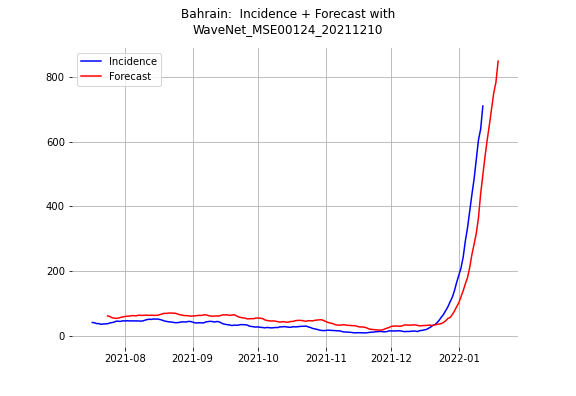 Bahrain:  Incidence + Forecast with
WaveNet_MSE00124_20211210
Incidence
Forecast
800
600
400
200
0
2021-08
2021-09
2021-10
2021-11
2021-12
2022-01